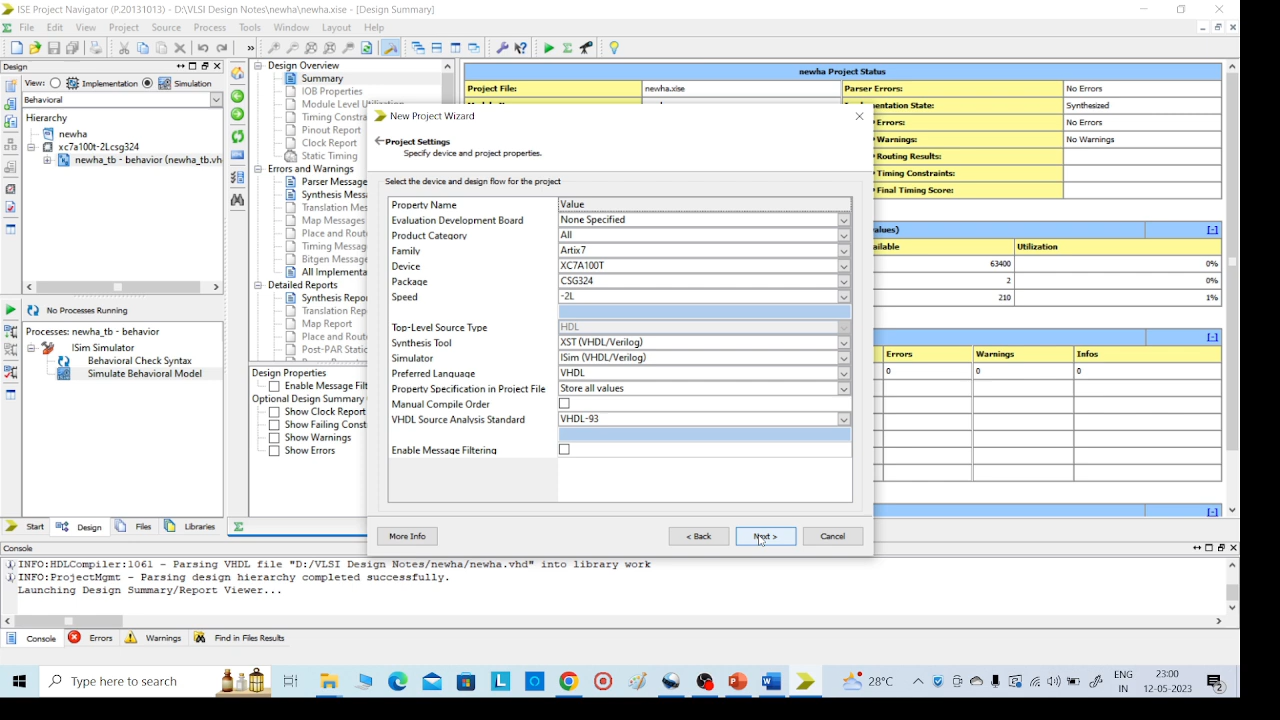 ISE Project Navigator (P.20131013) - D:\VLSI Design Notes\newha\newha.xise - [Design Summary]
File Edit View Project Source Process Tools Window Layout Help
Design
View: Implementation Simulation
Behavioral
Hierarchy
newha
xc7a100t-2Lcsg324
newha_tb - behavior (newha_tb.vh
No Processes Running
Processes: newha_tb - behavior
ISim Simulator
Behavioral Check Syntax
Simulate Behavioral Model
Start Design Files Libraries
Design Overview
Summary
IOB Properties
Module Level
Timing Constra
Pinout Report
Clock Report
Static Timing
Errors and Warnings
Parser Message
Synthesis Mess
Translation Mes
Map Messages
Place and Rout
Timing Messag
Bitgen Message
All Implementa
Detailed Reports
Synthesis Repo
Translation Rep
Map Report
Place and Rout
Post-PAR Static
Design Properties
Enable Message Filt
Optional Design Summary
Show Clock Report
Show Failing Const
Show Warnings
Show Errors
newha Project Status
Project File: newha.xise Parser Errors: No Errors
mentation State: Synthesized
Errors: No Errors
Warnings: No Warnings
Routing Results:
Timing Constraints:
Final Timing Score:
alues) [-]
ailable Utilization
63400 0%
2 0%
210 1%
[-]
Errors Warnings Infos
0 0 0
[-]
New Project Wizard
Project Settings
Specify device and project properties.
Select the device and design flow for the project
Property Name Value
Evaluation Development Board None Specified
Product Category All
Family Artix7
Device XC7A100T
Package CSG324
Speed -2L
Top-Level Source Type HDL
Synthesis Tool XST (VHDL/Verilog)
Simulator ISim (VHDL/Verilog)
Preferred Language VHDL
Property Specification in Project File Store all values
Manual Compile Order
VHDL Source Analysis Standard VHDL-93
Enable Message Filtering
More Info < Back Next > Cancel
Console
INFO:HDLCompiler:1061 - Parsing VHDL file "D:/VLSI Design Notes/newha/newha.vhd" into library work
INFO:ProjectMgmt - Parsing design hierarchy completed successfully.
Launching Design Summary/Report Viewer...
Console Errors Warnings Find in Files Results
Type here to search
28°C
ENG
IN
23:00
12-05-2023
2